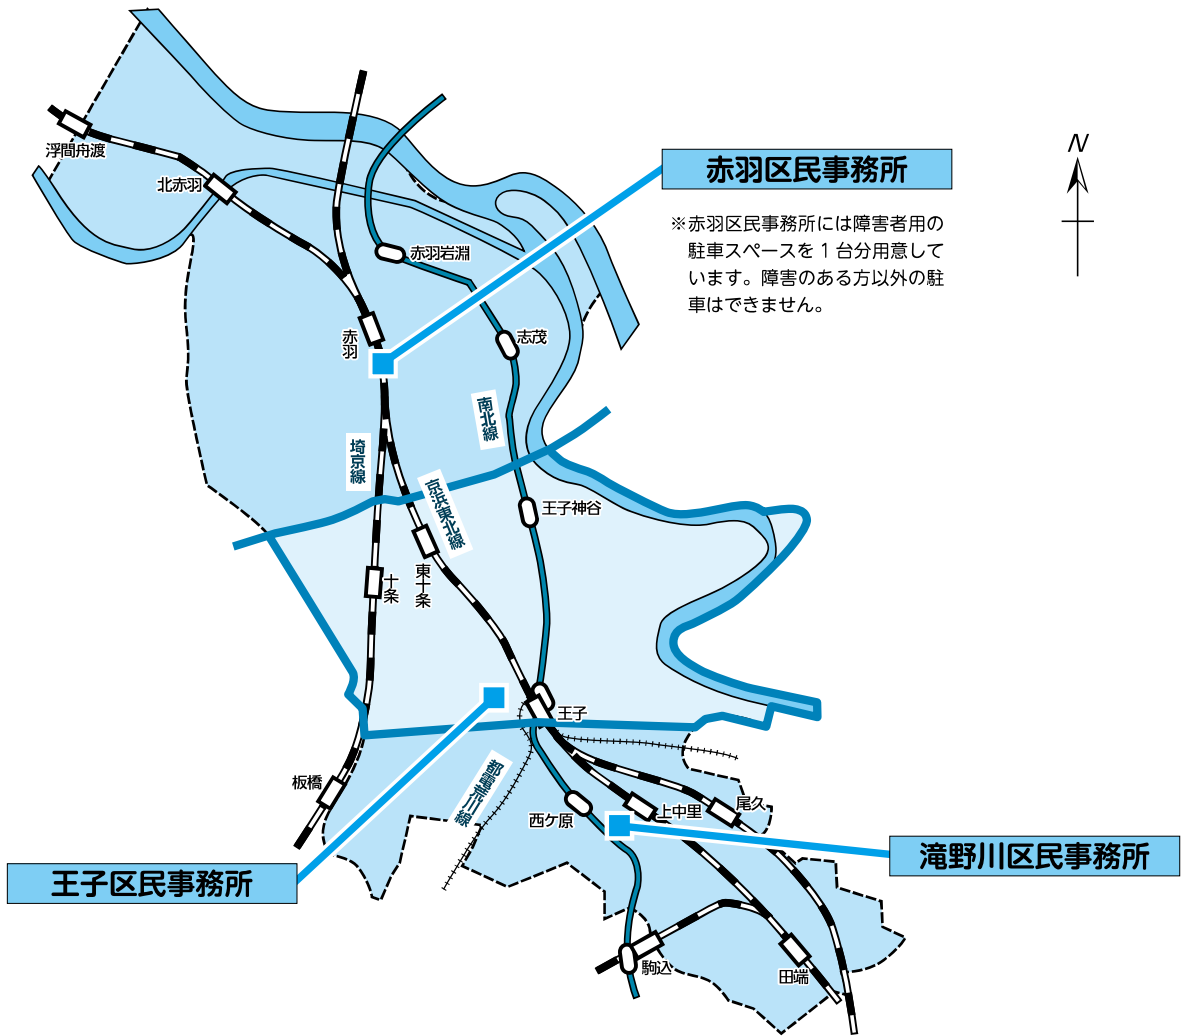 浮間舟渡
北赤羽
N
赤羽区民事務所
※赤羽区民事務所には障害者用の
駐車スペースを1台分用意して
います。障害のある方以外の駐
車はできません。
赤羽岩淵
赤羽
志茂
南北線
埼京線
京浜東北線
王子神谷
十条
東十条
王子
都電荒川線
板橋
西ケ原
上中里
尾久
滝野川区民事務所
王子区民事務所
駒込
田端